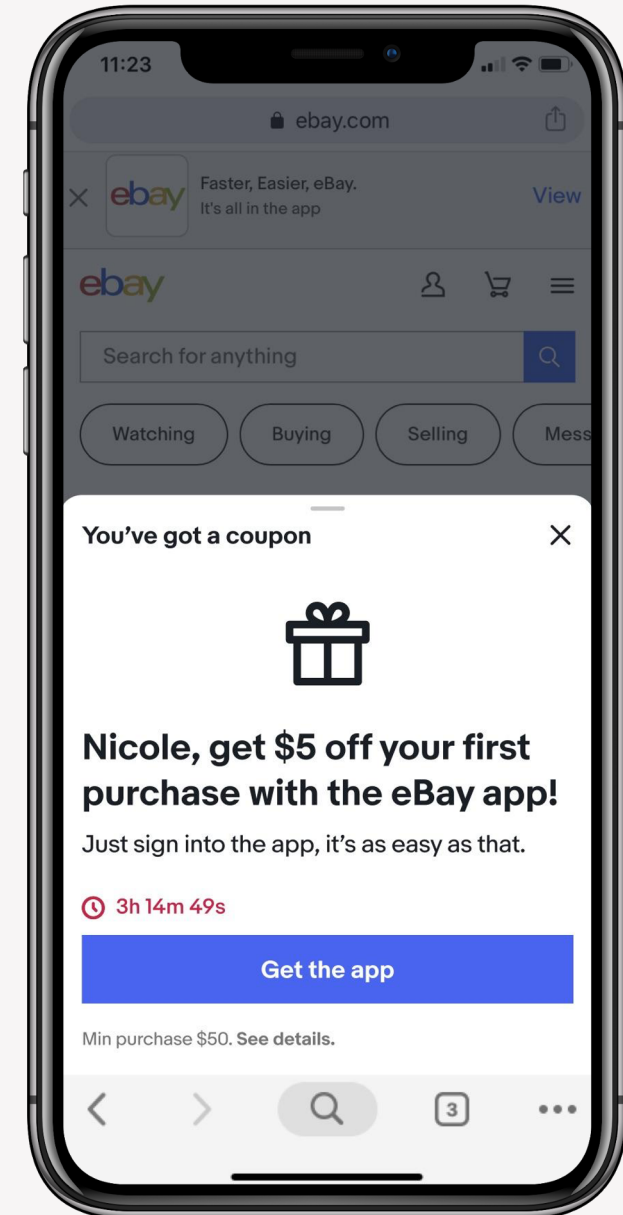 11:23
ebay.com
ebay
Faster, Easier, eBay.
It's all in the app
View
ebay
Search for anything
Watching
Buying
Selling
Mess
You've got a coupon
Nicole, get $5 off your first
purchase with the eBay app!
Just sign into the app, it's as easy as that.
3h 14m 49s
Get the app
Min purchase $50. See details.
3